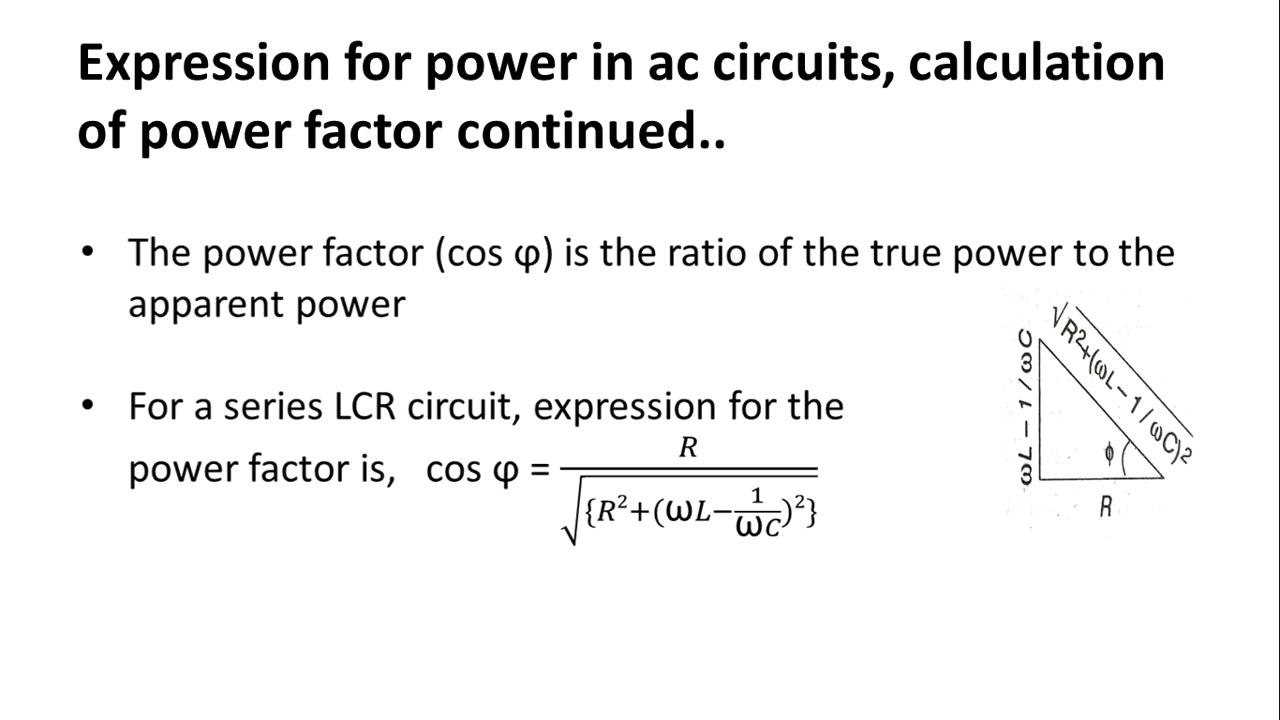 Expression for power in ac circuits, calculation
of power factor continued..
• The power factor (cos φ) is the ratio of the true power to the
apparent power
• For a series LCR circuit, expression for the
power factor is, cos φ = R / √{R²+(ωL−1/ωC)²}
√R²+(ωL−1/ωC)²
ωL−1/ωC
ϕ
R